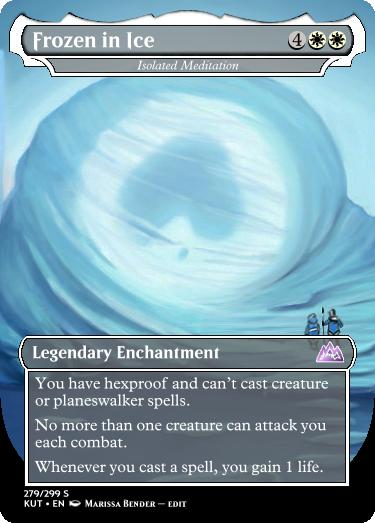 Frozen in Ice 4
Isolated Meditation
Legendary Enchantment
You have hexproof and can't cast creature
or planeswalker spells.
No more than one creature can attack you
each combat.
Whenever you cast a spell, you gain 1 life.
279/299 S
KUT • EN Marissa Bender – edit